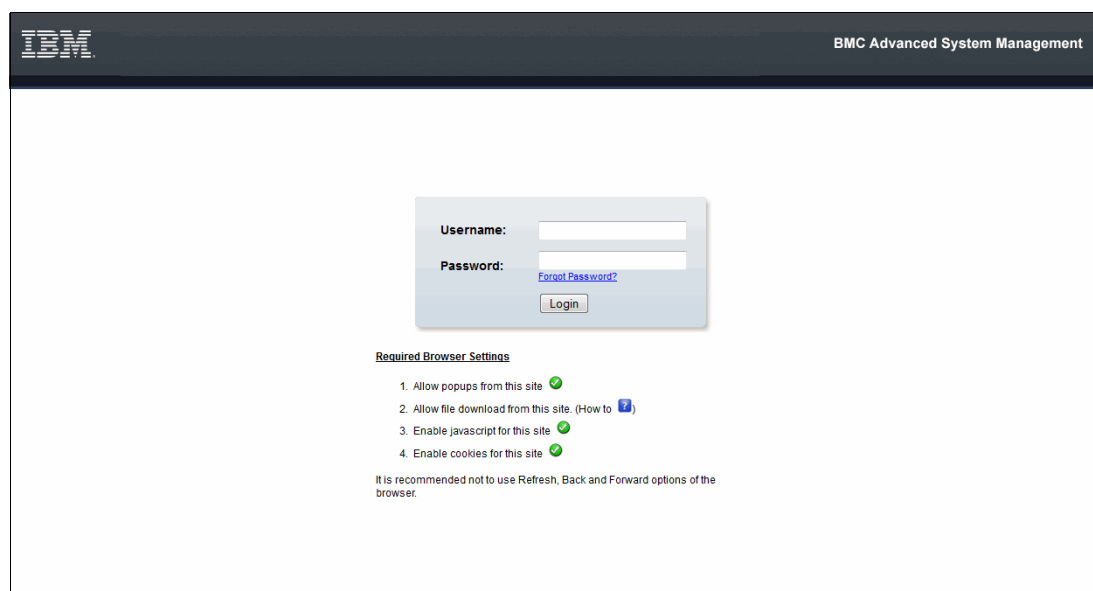 IBM.
BMC Advanced System Management
Username:
Password:
Forgot Password?
Login
Required Browser Settings
1. Allow popups from this site
2. Allow file download from this site. (How to ?)
3. Enable javascript for this site
4. Enable cookies for this site
It is recommended not to use Refresh, Back and Forward options of the
browser.